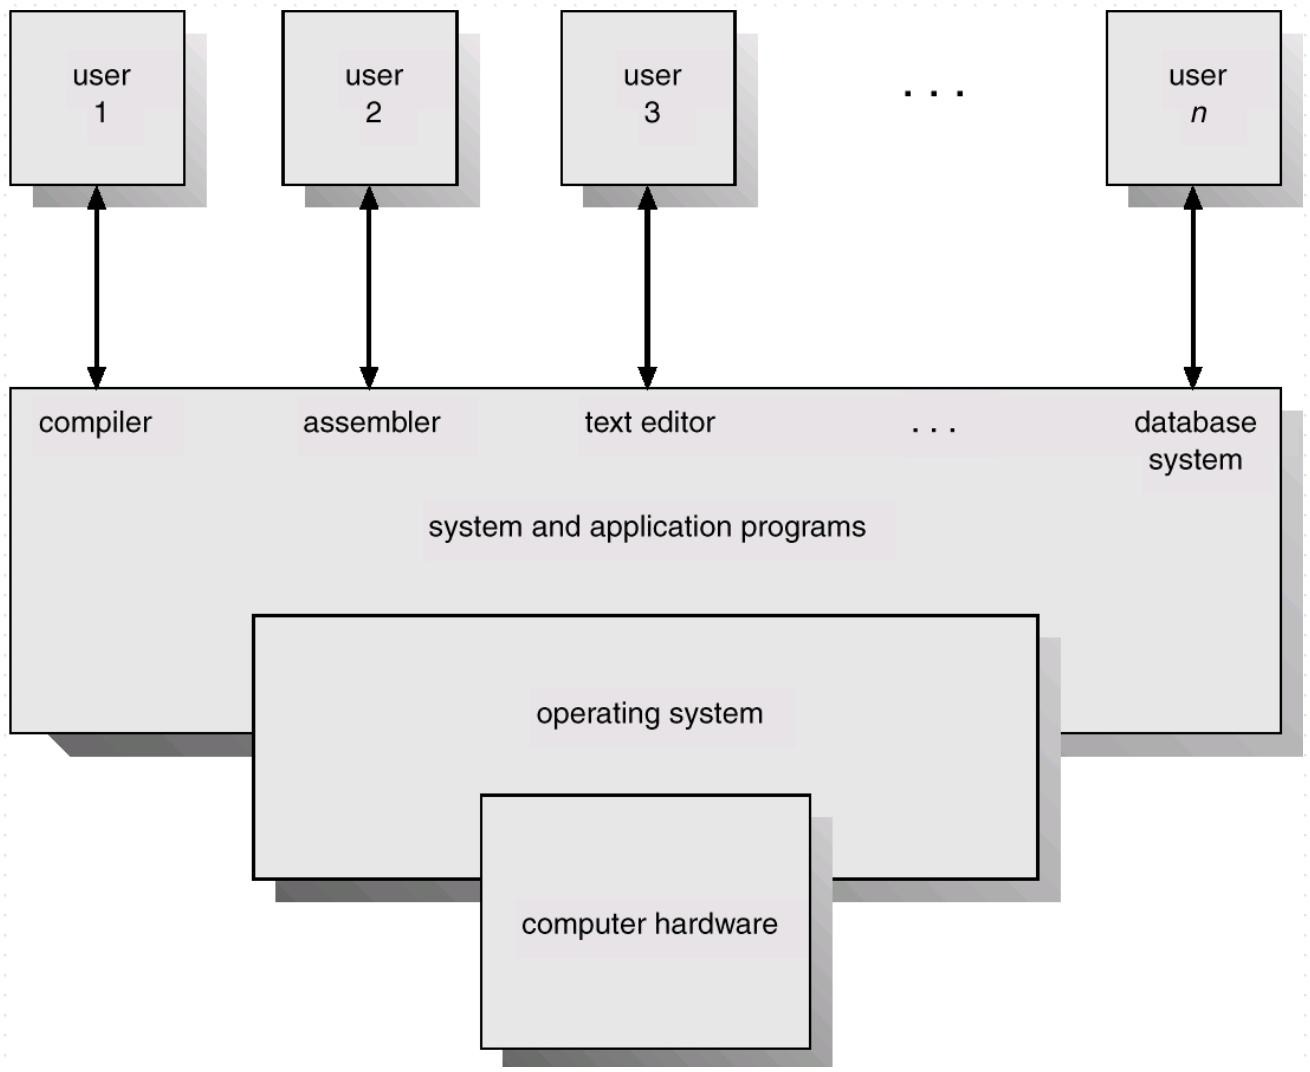 user
1
user
2
user
3
. . .
user
n
compiler
assembler
text editor
. . .
database
system
system and application programs
operating system
computer hardware